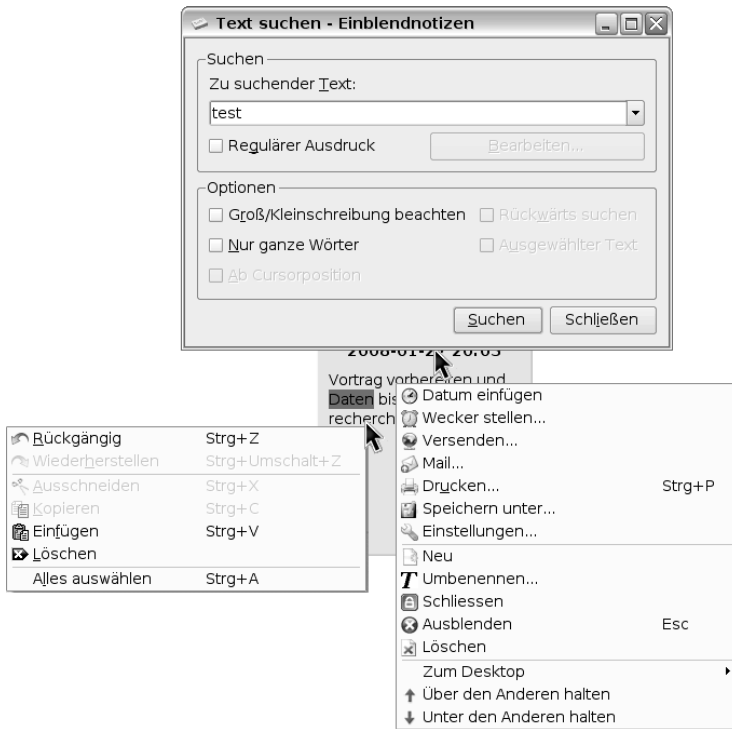 Text suchen - Einblendnotizen
Suchen
Zu suchender Text:
test
Regulärer Ausdruck
Bearbeiten...
Optionen
Groß/Kleinschreibung beachten
Rückwärts suchen
Nur ganze Wörter
Ausgewählter Text
Ab Cursorposition
Suchen
Schließen
Vortrag vorbereiten und
Daten bis
recherch
Rückgängig Strg+Z
Wiederherstellen Strg+Umschalt+Z
Ausschneiden Strg+X
Kopieren Strg+C
Einfügen Strg+V
Löschen
Alles auswählen Strg+A
Datum einfügen
Wecker stellen...
Versenden...
Mail...
Drucken... Strg+P
Speichern unter...
Einstellungen...
Neu
Umbenennen...
Schliessen
Ausblenden Esc
Löschen
Zum Desktop
Über den Anderen halten
Unter den Anderen halten